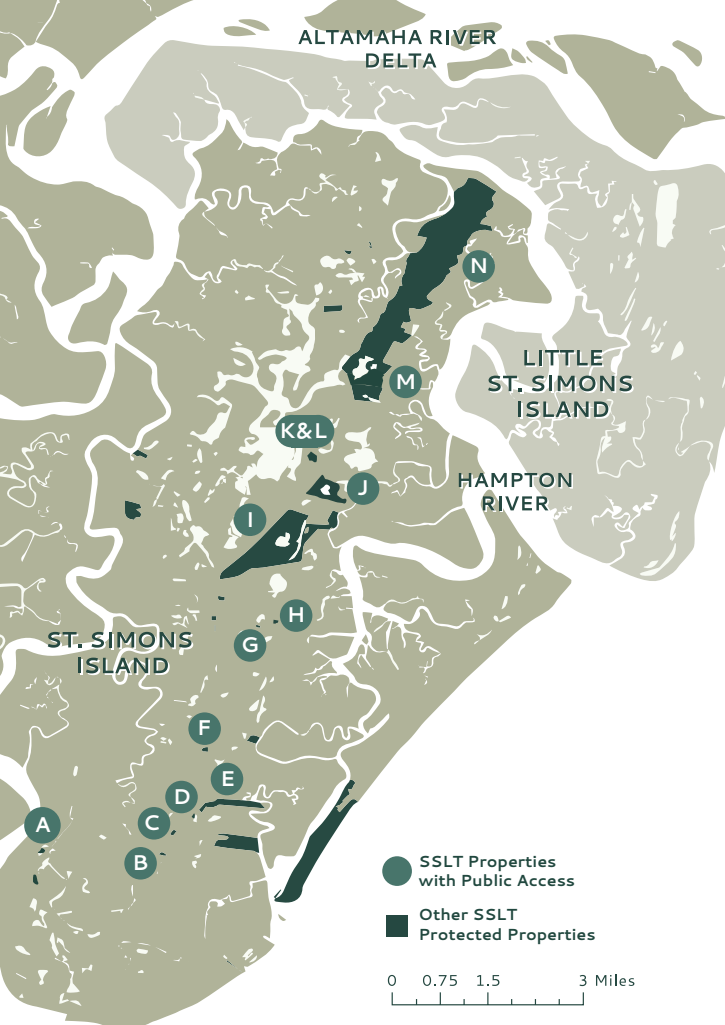 ALTAMAHA RIVER
DELTA
N
LITTLE
ST. SIMONS
ISLAND
M
K&L
HAMPTON
RIVER
J
I
H
ST. SIMONS
ISLAND
G
F
E
D
C
A
B
SSLT Properties
with Public Access
Other SSLT
Protected Properties
0 0.75 1.5 3 Miles